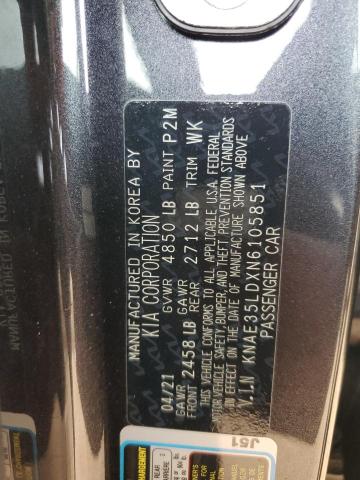 MANUFACTURED IN KOREA BY
KIA CORPORATION
04/21 GVWR 4850 LB PAINT P2M
GAWR FRONT 2458 LB GAWR REAR 2712 LB TRIM WK
THIS VEHICLE CONFORMS TO ALL APPLICABLE U.S.A. FEDERAL
MOTOR VEHICLE SAFETY, BUMPER, AND THEFT PREVENTION STANDARDS
IN EFFECT ON THE DATE OF MANUFACTURE SHOWN ABOVE
V.I.N KNAE35LDXN6105851
PASSENGER CAR
J51